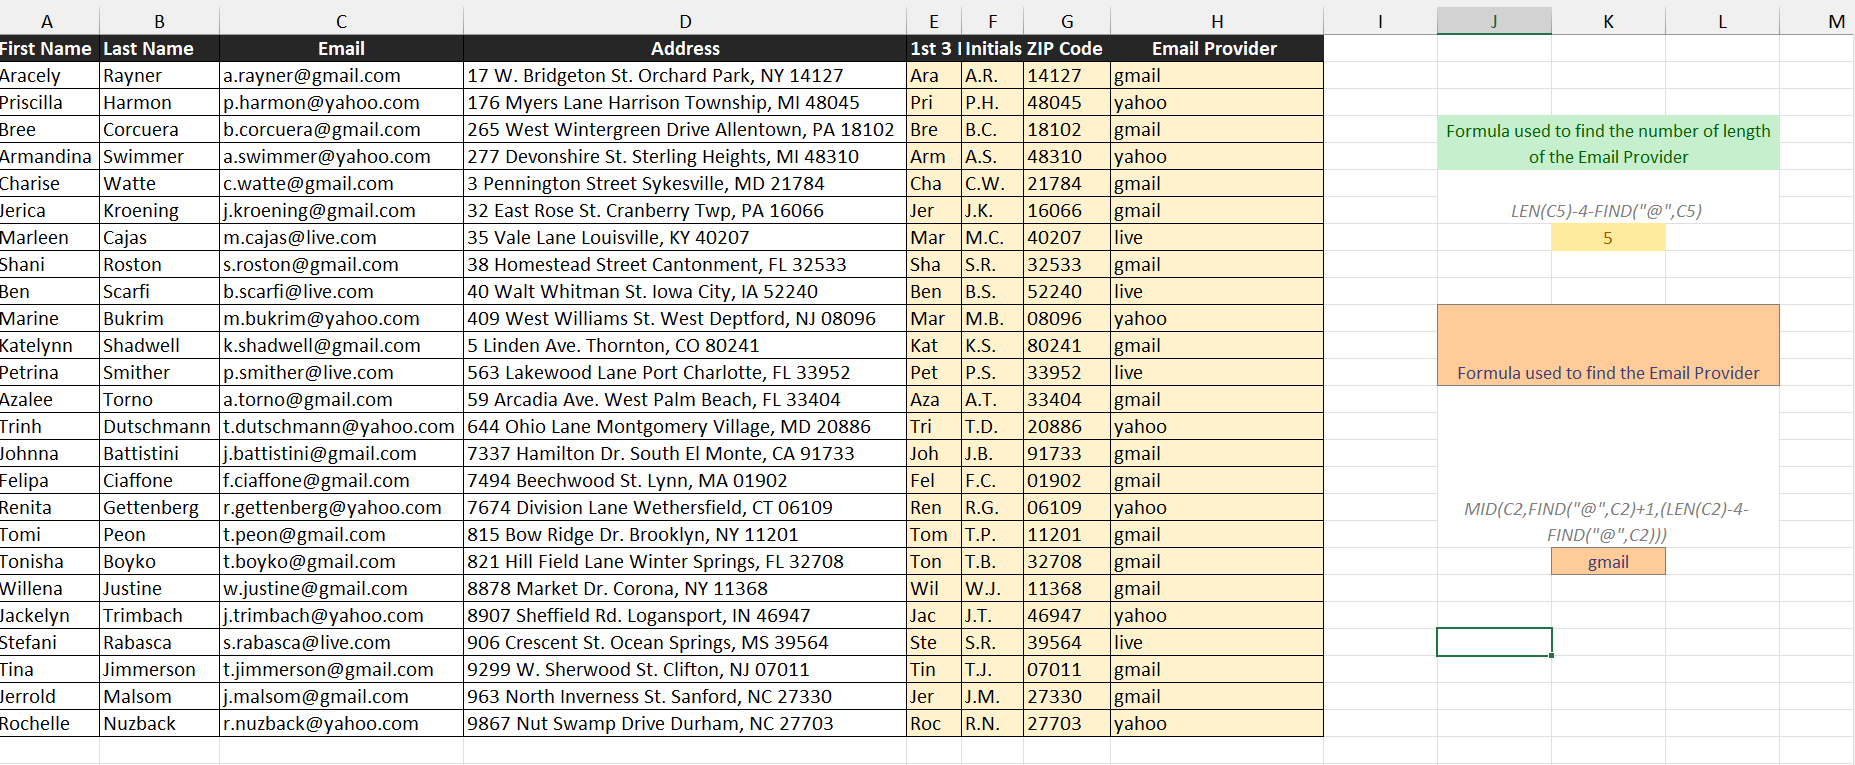 A B C D E F G H I J K L M
First Name Last Name Email Address 1st 3 I Initials ZIP Code Email Provider
Aracely Rayner a.rayner@gmail.com 17 W. Bridgeton St. Orchard Park, NY 14127 Ara A.R. 14127 gmail
Priscilla Harmon p.harmon@yahoo.com 176 Myers Lane Harrison Township, MI 48045 Pri P.H. 48045 yahoo
Bree Corcuera b.corcuera@gmail.com 265 West Wintergreen Drive Allentown, PA 18102 Bre B.C. 18102 gmail
Armandina Swimmer a.swimmer@yahoo.com 277 Devonshire St. Sterling Heights, MI 48310 Arm A.S. 48310 yahoo
Charise Watte c.watte@gmail.com 3 Pennington Street Sykesville, MD 21784 Cha C.W. 21784 gmail
Jerica Kroening j.kroening@gmail.com 32 East Rose St. Cranberry Twp, PA 16066 Jer J.K. 16066 gmail
Marleen Cajas m.cajas@live.com 35 Vale Lane Louisville, KY 40207 Mar M.C. 40207 live
Shani Roston s.roston@gmail.com 38 Homestead Street Cantonment, FL 32533 Sha S.R. 32533 gmail
Ben Scarfi b.scarfi@live.com 40 Walt Whitman St. Iowa City, IA 52240 Ben B.S. 52240 live
Marine Bukrim m.bukrim@yahoo.com 409 West Williams St. West Deptford, NJ 08096 Mar M.B. 08096 yahoo
Katelynn Shadwell k.shadwell@gmail.com 5 Linden Ave. Thornton, CO 80241 Kat K.S. 80241 gmail
Petrina Smither p.smither@live.com 563 Lakewood Lane Port Charlotte, FL 33952 Pet P.S. 33952 live
Azalee Torno a.torno@gmail.com 59 Arcadia Ave. West Palm Beach, FL 33404 Aza A.T. 33404 gmail
Trinh Dutschmann t.dutschmann@yahoo.com 644 Ohio Lane Montgomery Village, MD 20886 Tri T.D. 20886 yahoo
Johnna Battistini j.battistini@gmail.com 7337 Hamilton Dr. South El Monte, CA 91733 Joh J.B. 91733 gmail
Felipa Ciaffone f.ciaffone@gmail.com 7494 Beechwood St. Lynn, MA 01902 Fel F.C. 01902 gmail
Renita Gettenberg r.gettenberg@yahoo.com 7674 Division Lane Wethersfield, CT 06109 Ren R.G. 06109 yahoo
Tomi Peon t.peon@gmail.com 815 Bow Ridge Dr. Brooklyn, NY 11201 Tom T.P. 11201 gmail
Tonisha Boyko t.boyko@gmail.com 821 Hill Field Lane Winter Springs, FL 32708 Ton T.B. 32708 gmail
Willena Justine w.justine@gmail.com 8878 Market Dr. Corona, NY 11368 Wil W.J. 11368 gmail
Jackelyn Trimbach j.trimbach@yahoo.com 8907 Sheffield Rd. Logansport, IN 46947 Jac J.T. 46947 yahoo
Stefani Rabasca s.rabasca@live.com 906 Crescent St. Ocean Springs, MS 39564 Ste S.R. 39564 live
Tina Jimmerson t.jimmerson@gmail.com 9299 W. Sherwood St. Clifton, NJ 07011 Tin T.J. 07011 gmail
Jerrold Malsom j.malsom@gmail.com 963 North Inverness St. Sanford, NC 27330 Jer J.M. 27330 gmail
Rochelle Nuzback r.nuzback@yahoo.com 9867 Nut Swamp Drive Durham, NC 27703 Roc R.N. 27703 yahoo
Formula used to find the number of length
of the Email Provider
LEN(C5)-4-FIND("@",C5)
5
Formula used to find the Email Provider
MID(C2,FIND("@",C2)+1,(LEN(C2)-4-
FIND("@",C2)))
gmail